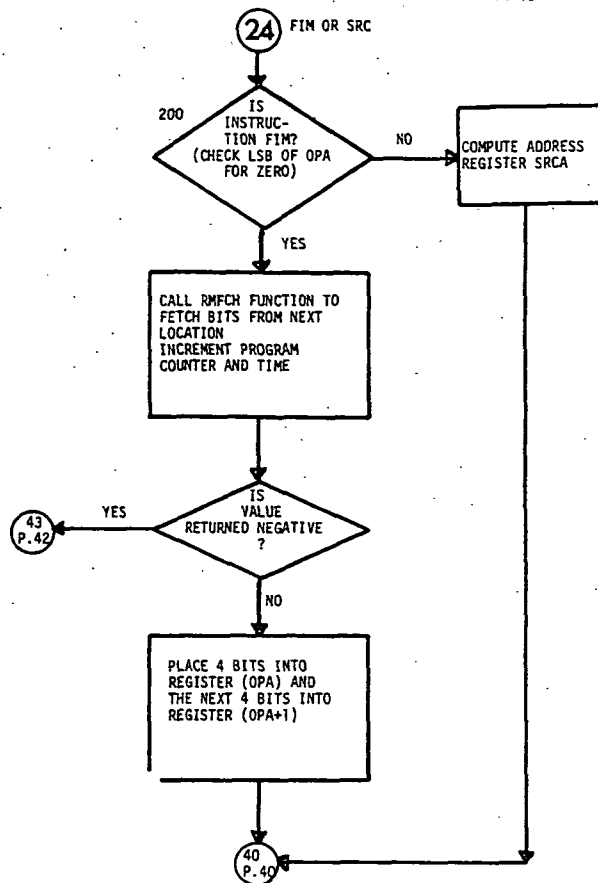 24 FIM OR SRC
200
IS
INSTRUC-
TION FIM?
(CHECK LSB OF OPA
FOR ZERO)
NO
COMPUTE ADDRESS
REGISTER SRCA
YES
CALL RMFCH FUNCTION TO
FETCH BITS FROM NEXT
LOCATION
INCREMENT PROGRAM
COUNTER AND TIME
IS
VALUE
RETURNED NEGATIVE
?
YES
43
P.42
NO
PLACE 4 BITS INTO
REGISTER (OPA) AND
THE NEXT 4 BITS INTO
REGISTER (OPA+1)
40
P.40